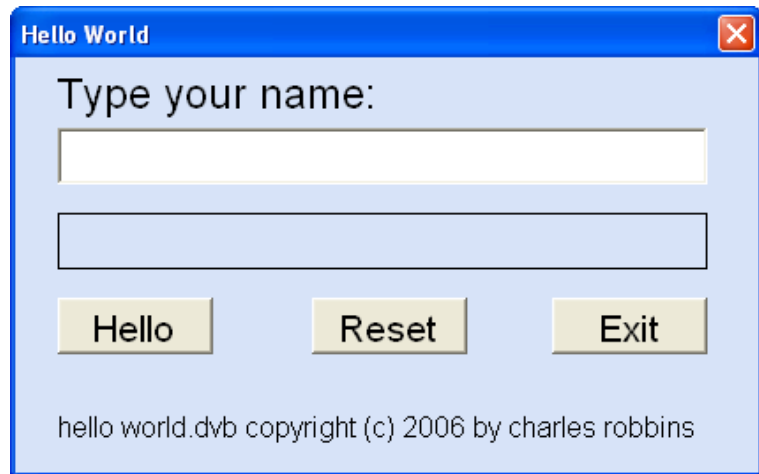 Hello World
Type your name:
Hello Reset Exit
hello world.dvb copyright (c) 2006 by charles robbins